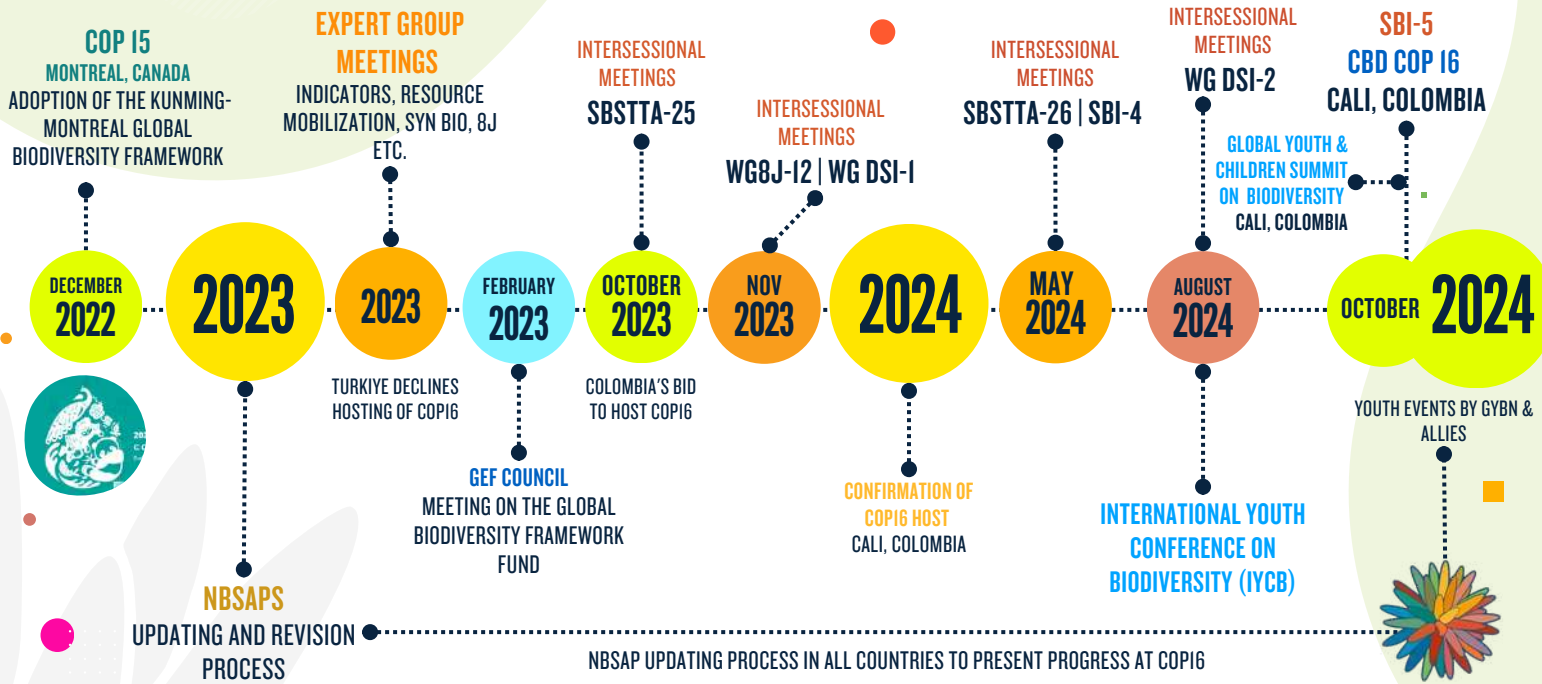 COP 15
MONTREAL, CANADA
ADOPTION OF THE KUNMING-
MONTREAL GLOBAL
BIODIVERSITY FRAMEWORK
EXPERT GROUP
MEETINGS
INDICATORS, RESOURCE
MOBILIZATION, SYN BIO, 8J
ETC.
INTERSESSIONAL
MEETINGS
SBSTTA-25
INTERSESSIONAL
MEETINGS
WG8J-12 | WG DSI-1
INTERSESSIONAL
MEETINGS
SBSTTA-26 | SBI-4
INTERSESSIONAL
MEETINGS
WG DSI-2
SBI-5
CBD COP 16
CALI, COLOMBIA
GLOBAL YOUTH &
CHILDREN SUMMIT
ON BIODIVERSITY
CALI, COLOMBIA
DECEMBER
2022
2023
2023
FEBRUARY
2023
OCTOBER
2023
NOV
2023
2024
MAY
2024
AUGUST
2024
OCTOBER
2024
TURKIYE DECLINES
HOSTING OF COP16
COLOMBIA'S BID
TO HOST COP16
GEF COUNCIL
MEETING ON THE GLOBAL
BIODIVERSITY FRAMEWORK
FUND
CONFIRMATION OF
COP16 HOST
CALI, COLOMBIA
INTERNATIONAL YOUTH
CONFERENCE ON
BIODIVERSITY (IYCB)
YOUTH EVENTS BY GYBN &
ALLIES
NBSAPS
UPDATING AND REVISION
PROCESS
NBSAP UPDATING PROCESS IN ALL COUNTRIES TO PRESENT PROGRESS AT COP16